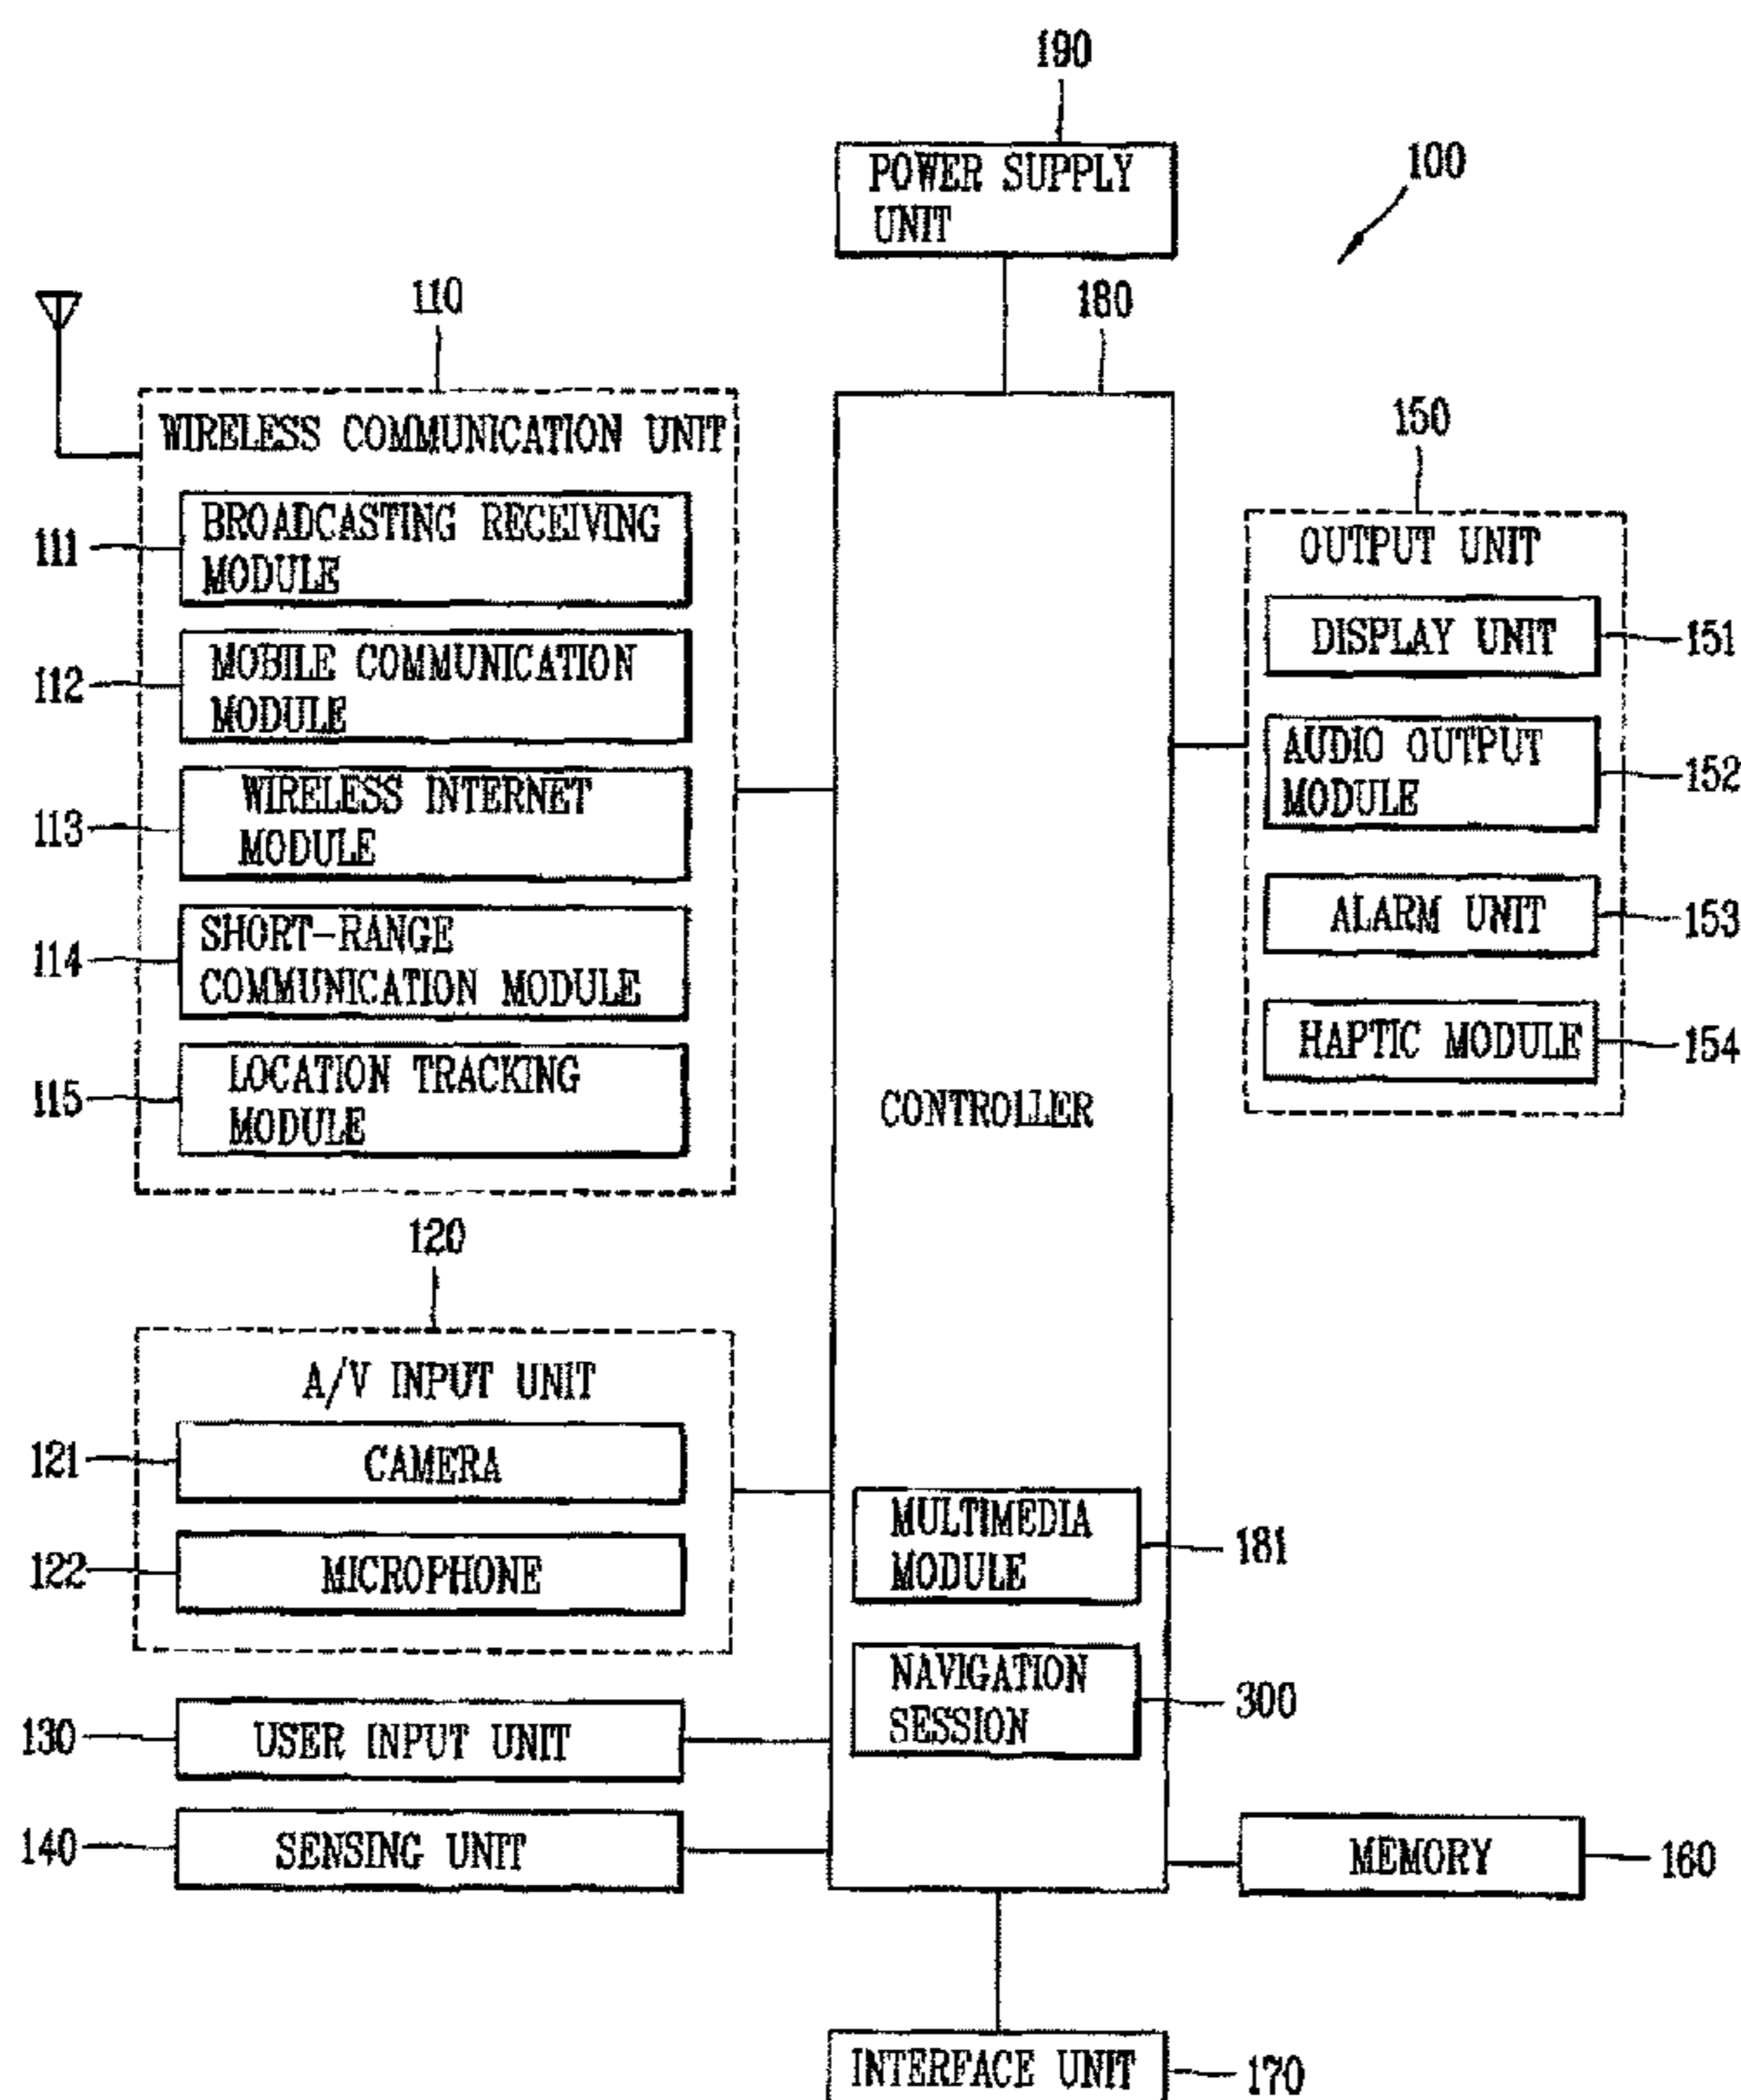 190
POWER SUPPLY
UNIT
100
180
110
WIRELESS COMMUNICATION UNIT
111
BROADCASTING RECEIVING
MODULE
112
MOBILE COMMUNICATION
MODULE
113
WIRELESS INTERNET
MODULE
114
SHORT-RANGE
COMMUNICATION MODULE
115
LOCATION TRACKING
MODULE
120
A/V INPUT UNIT
121
CAMERA
122
MICROPHONE
130
USER INPUT UNIT
140
SENSING UNIT
CONTROLLER
MULTIMEDIA
MODULE
181
NAVIGATION
SESSION
300
150
OUTPUT UNIT
DISPLAY UNIT
151
AUDIO OUTPUT
MODULE
152
ALARM UNIT
153
HAPTIC MODULE
154
MEMORY
160
INTERFACE UNIT
170